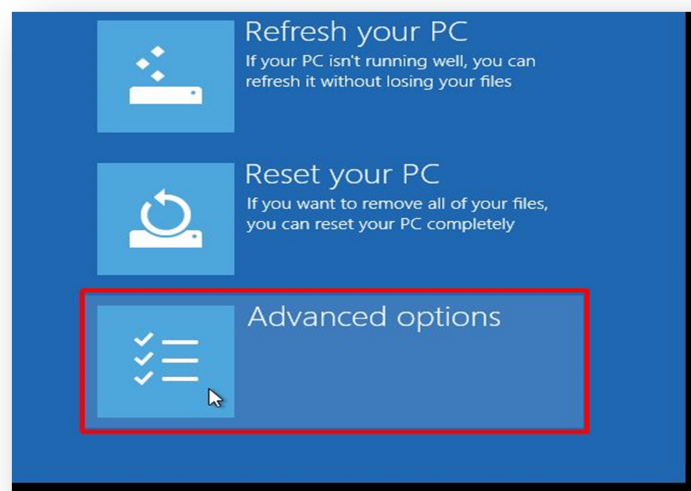 Refresh your PC
If your PC isn't running well, you can
refresh it without losing your files
Reset your PC
If you want to remove all of your files,
you can reset your PC completely
Advanced options